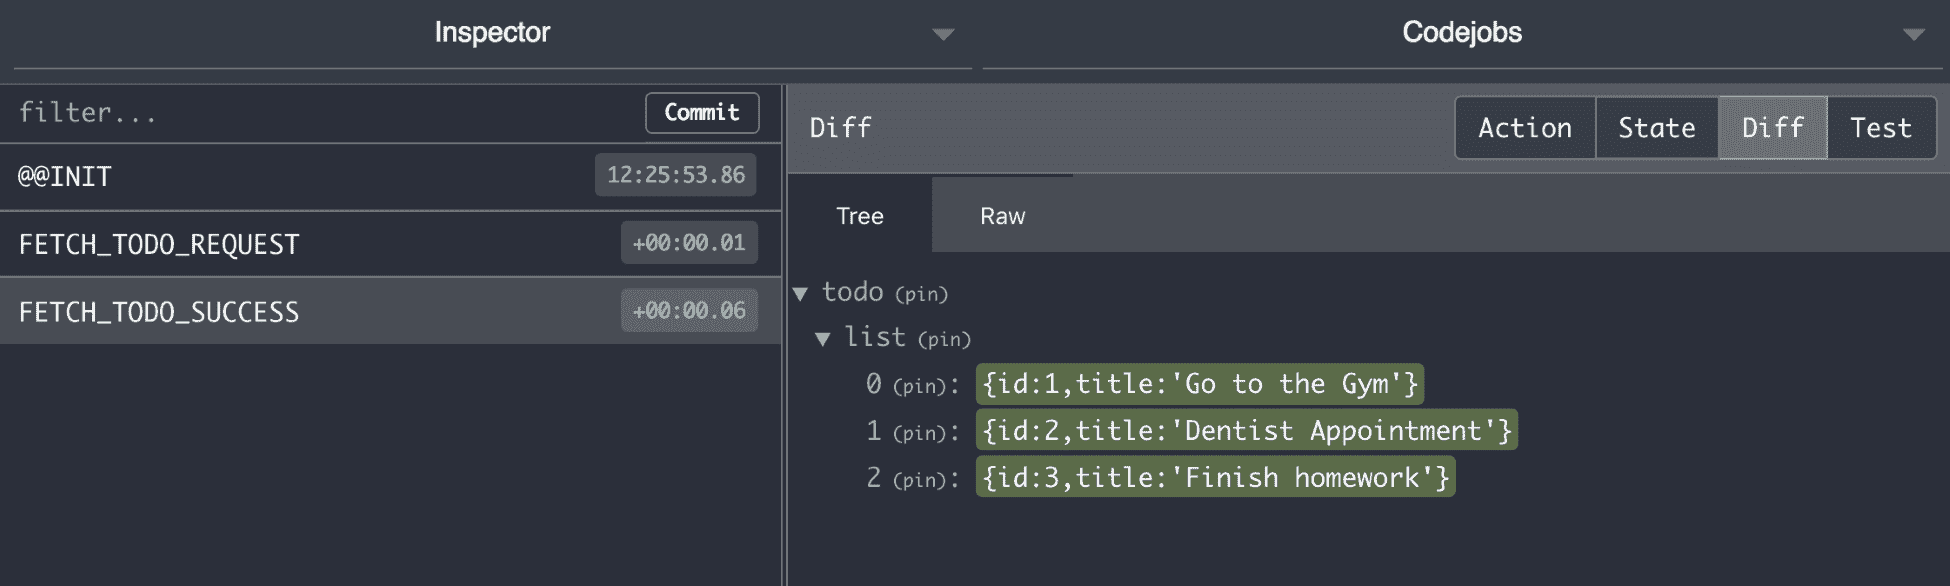 Inspector
Codejobs
filter...
Commit
@@INIT
12:25:53.86
FETCH_TODO_REQUEST
+00:00.01
FETCH_TODO_SUCCESS
+00:00.06
Diff
Action State Diff Test
Tree Raw
todo (pin)
list (pin)
0 (pin): {id:1,title:'Go to the Gym'}
1 (pin): {id:2,title:'Dentist Appointment'}
2 (pin): {id:3,title:'Finish homework'}